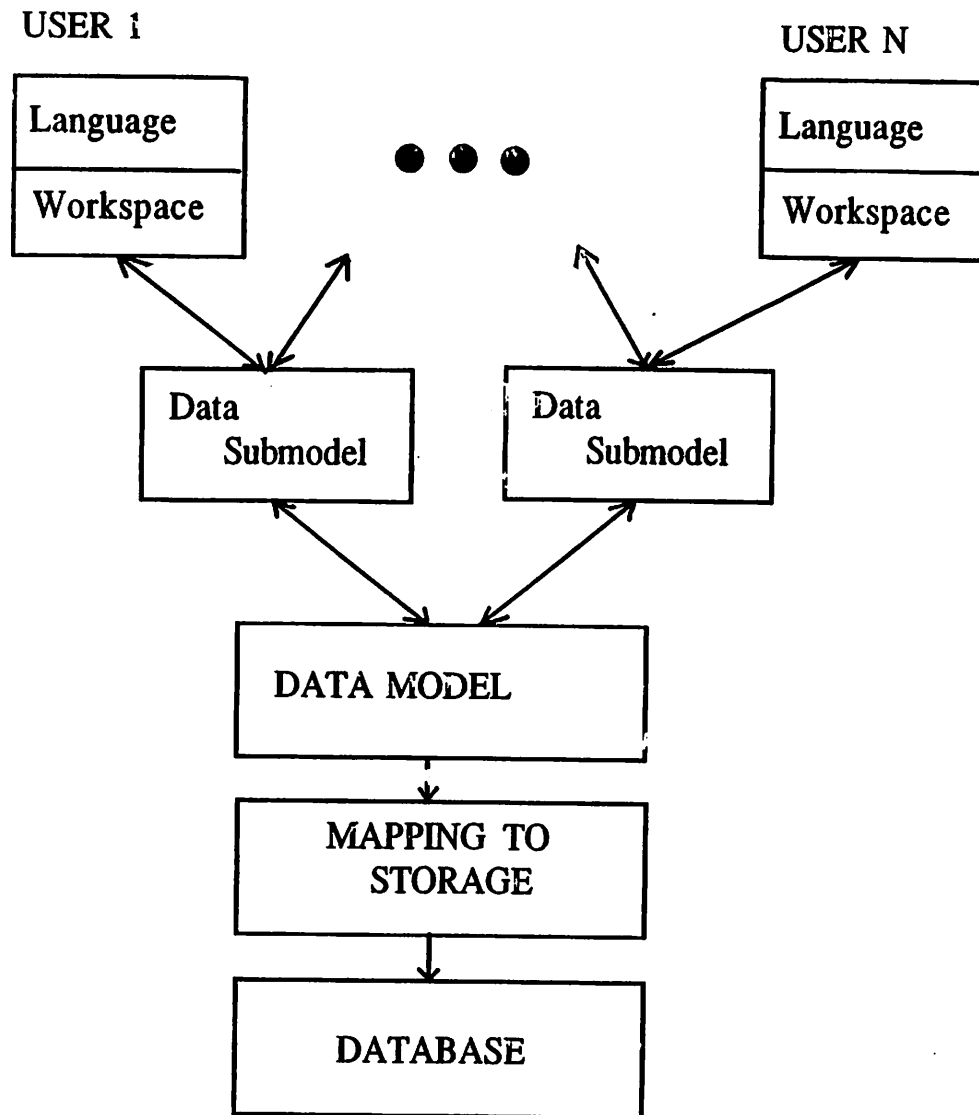 USER 1
USER N
Language
Workspace
Language
Workspace
Data
Submodel
Data
Submodel
DATA MODEL
MAPPING TO
STORAGE
DATABASE